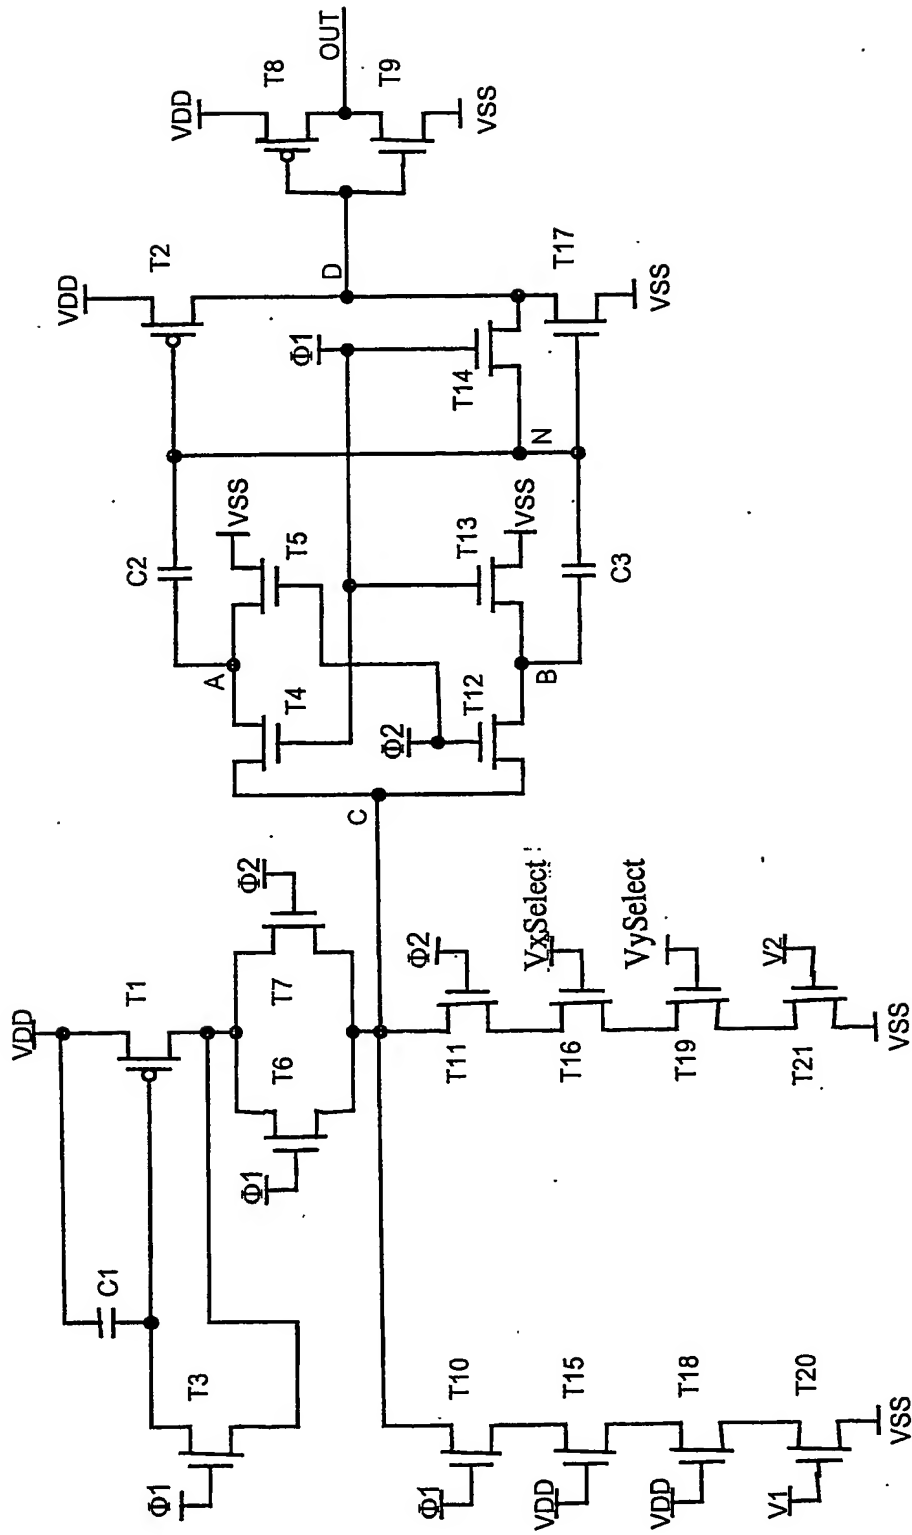 VDD
T1
C1
T3
Φ1
Φ1
T6
T7
Φ2
Φ1
T10
VDD
T15
VDD
T18
V1
T20
VSS
Φ2
T11
VxSelect
T16
VySelect
T19
V2
T21
VSS
C
A
T4
Φ2
T12
B
C2
VSS
T5
T13
VSS
C3
VDD
T2
Φ1
T14
N
D
T17
VSS
VDD
T8
OUT
T9
VSS